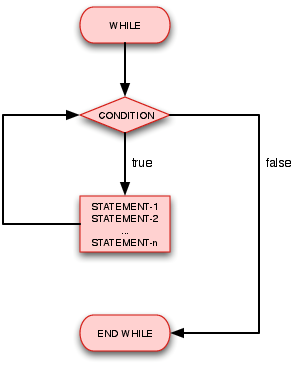 WHILE
CONDITION
true
false
STATEMENT-1
STATEMENT-2
...
STATEMENT-n
END WHILE